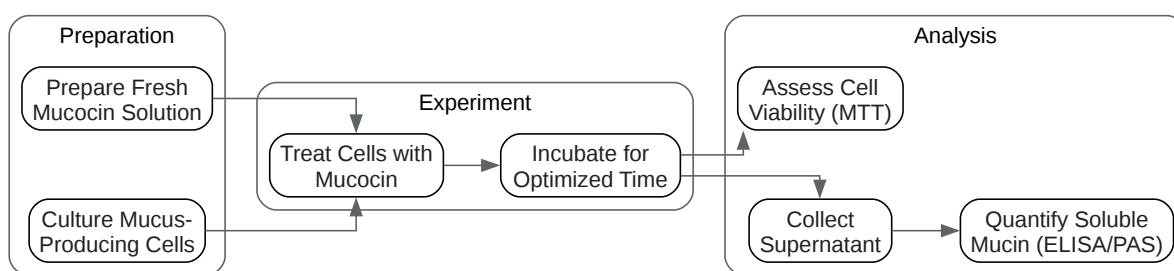 Preparation
Prepare Fresh
Mucocin Solution
Culture Mucus-
Producing Cells
Experiment
Treat Cells with
Mucocin
Incubate for
Optimized Time
Analysis
Assess Cell
Viability (MTT)
Collect
Supernatant
Quantify Soluble
Mucin (ELISA/PAS)